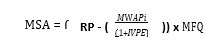 MSA = ( RP - ( MWAPi / (1+IVPE) )) x MFQ